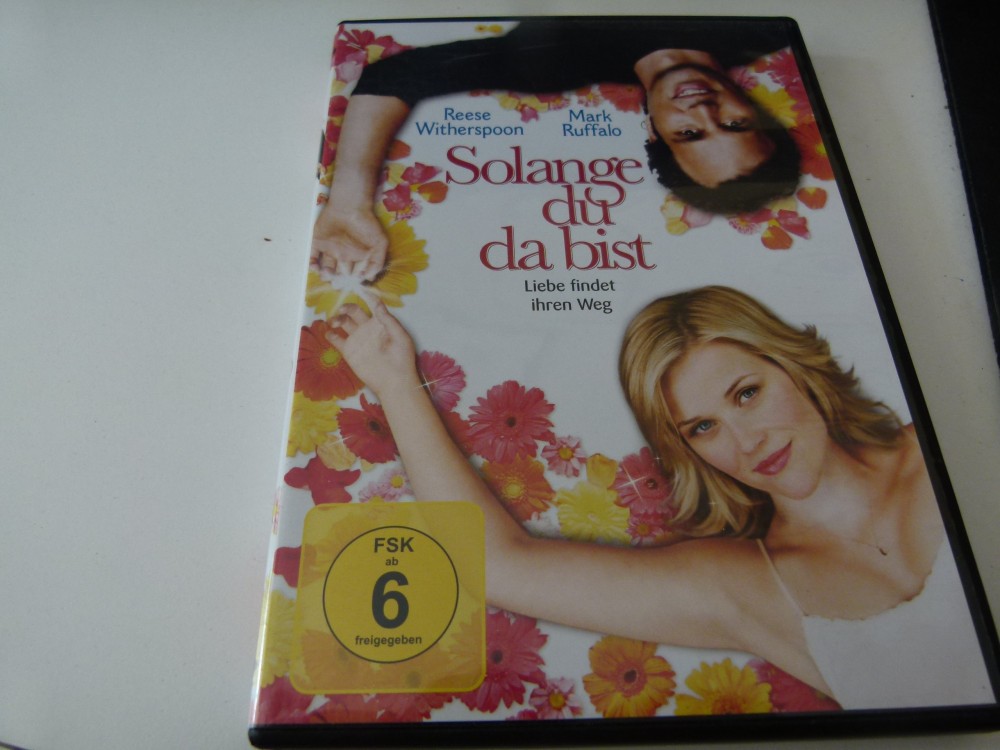 Reese Witherspoon
Mark Ruffalo
Solange
du
da bist
Liebe findet
ihren Weg
FSK
ab
6
freigegeben